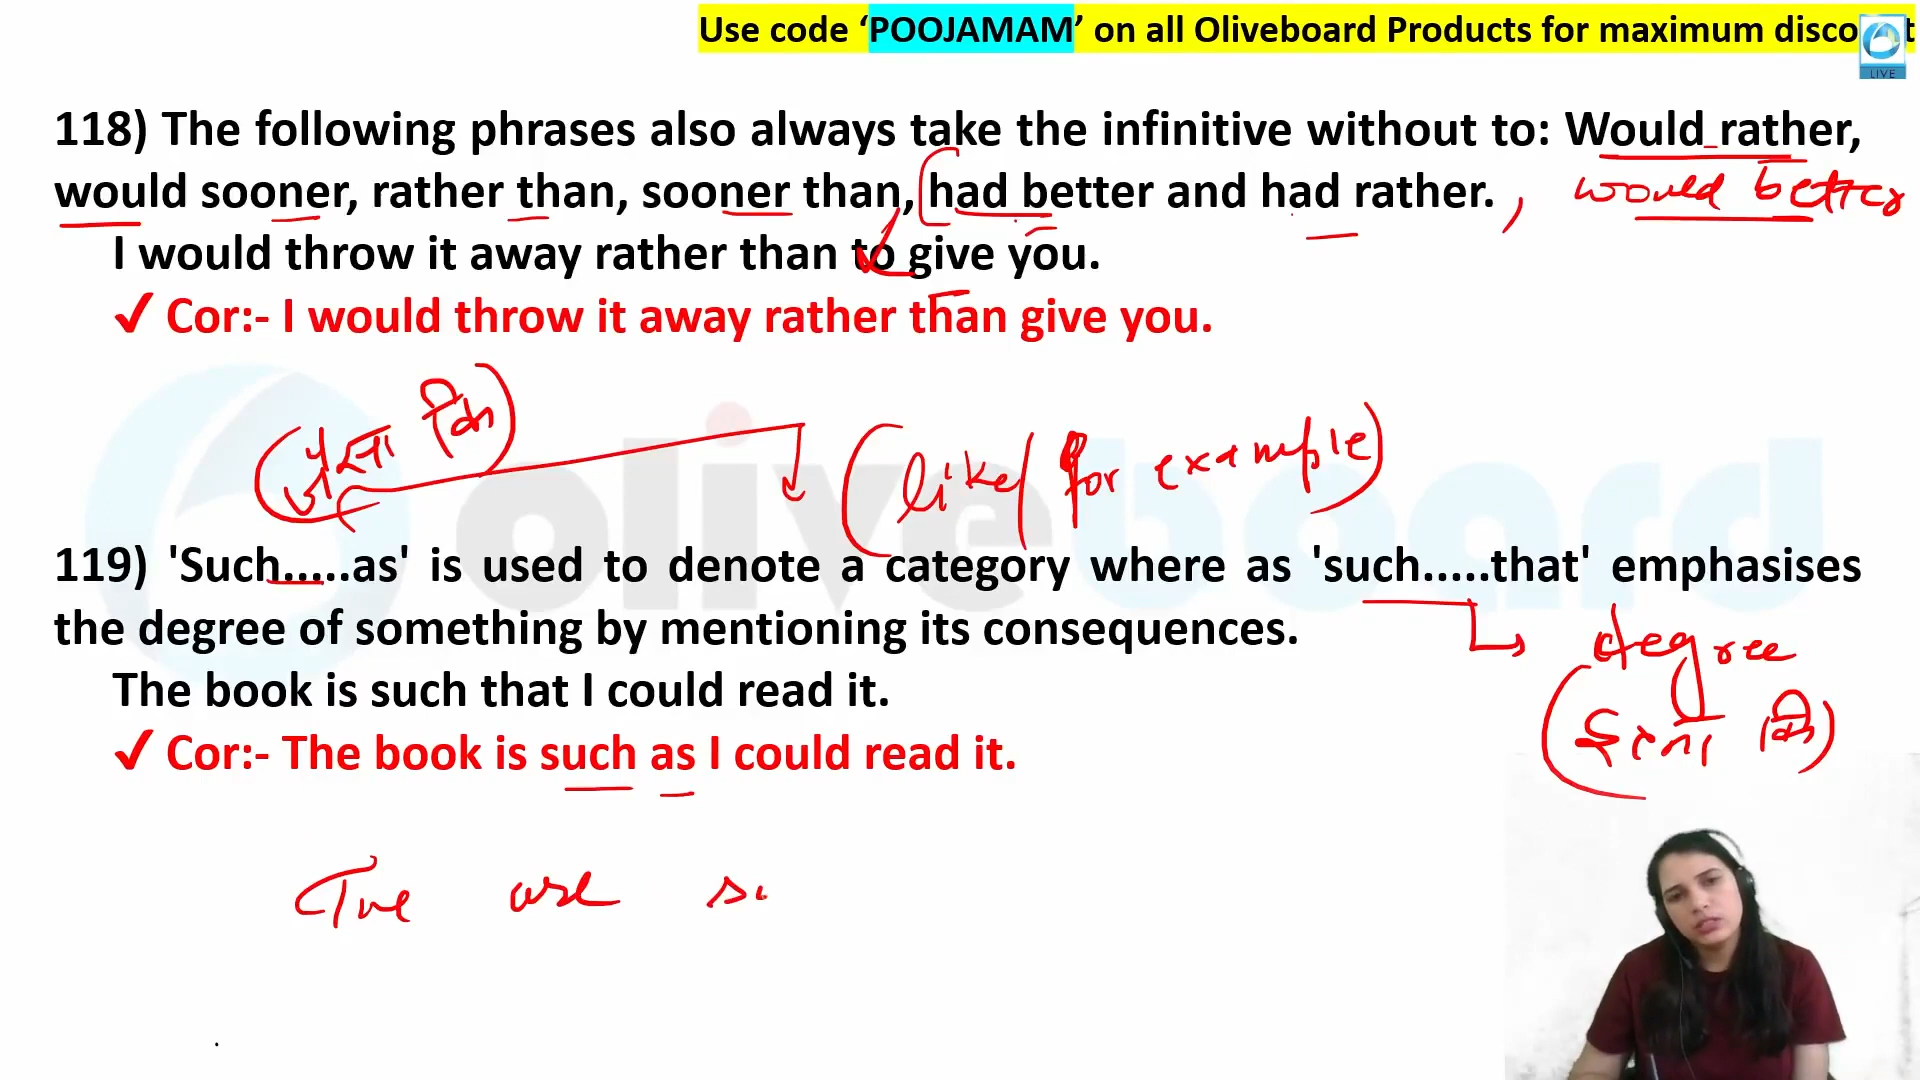 Use code ‘POOJAMAM’ on all Oliveboard Products for maximum disco t
LIVE
118) The following phrases also always take the infinitive without to: Would rather,
would sooner, rather than, sooner than, had better and had rather. , would better
I would throw it away rather than to give you.
✓ Cor:- I would throw it away rather than give you.
(जैसा कि)
(like/for example)
oliveboard
119) 'Such.....as' is used to denote a category where as 'such.....that' emphasises
the degree of something by mentioning its consequences.
degree
The book is such that I could read it.
(इतना कि)
✓ Cor:- The book is such as I could read it.